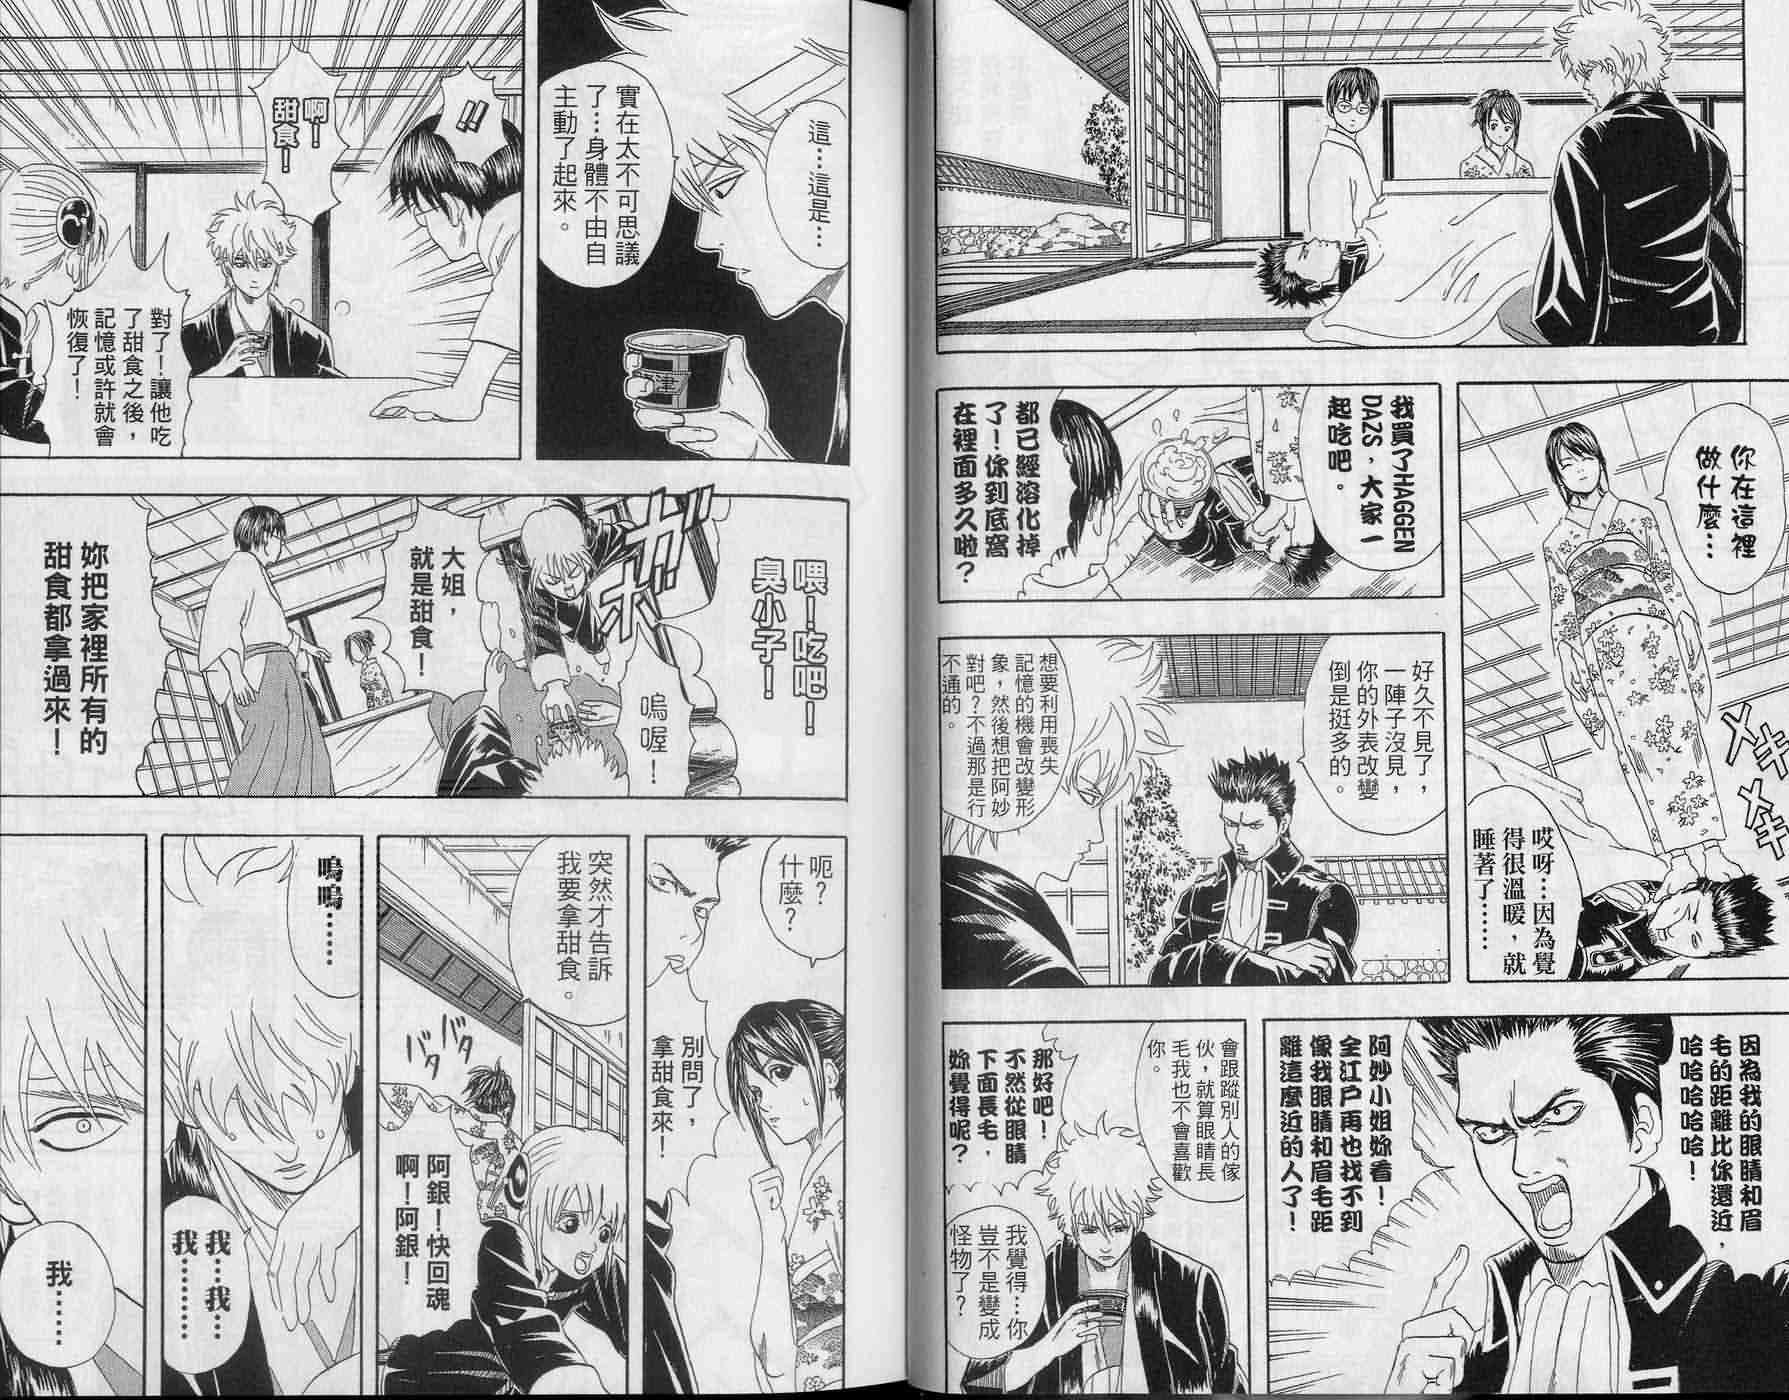 你在這裡
做什麼…
メキ
メキ
哎呀…因為覺
得很溫暖，就
睡著了……
我買了HAGGEN
DAZS，大家一
起吃吧。
都已經溶化掉
了！你到底窩
在裡面多久啦？
好久不見了，
一陣子沒見，
你的外表改變
倒是挺多的。
想要利用喪失
記憶的機會改變形
象，然後想把阿妙
對吧？不過那是行
不通的。
因為我的眼睛和眉
毛的距離比你還近，
哈哈哈哈哈！
阿妙小姐妳看！
全江戶再也找不到
像我眼睛和眉毛距
離這麼近的人了！
會跟蹤別人的傢
伙，就算眼睛長
毛我也不會喜歡
你。
那好吧！
不然從眼睛
下面長毛，
妳覺得呢？
我覺得…你
豈不是變成
怪物了？
這…這是…
實在太不可思議
了…身體不由自
主動了起來。
!!
啊！
甜食！
對了！讓他吃
了甜食之後，
記憶或許就會
恢復了！
喂！吃吧！
臭小子！
ガボ
嗚喔！
大姐，
就是甜食！
妳把家裡所有的
甜食都拿過來！
呃？
什麼？
別問了，
拿甜食來！
突然才告訴
我要拿甜食。
バタ
バタ
阿銀！快回魂
啊！阿銀！
嗚嗚……
我…我…
我………
我……